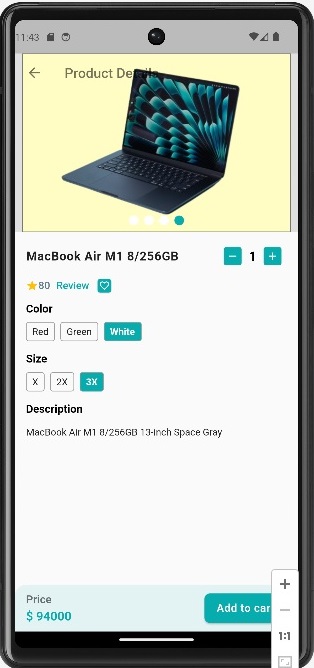 11:43
Product Details
MacBook Air M1 8/256GB
− 1 +
80 Review
Color
Red Green White
Size
X 2X 3X
Description
MacBook Air M1 8/256GB 13-inch Space Gray
Price
$ 94000
Add to car
+
−
1:1